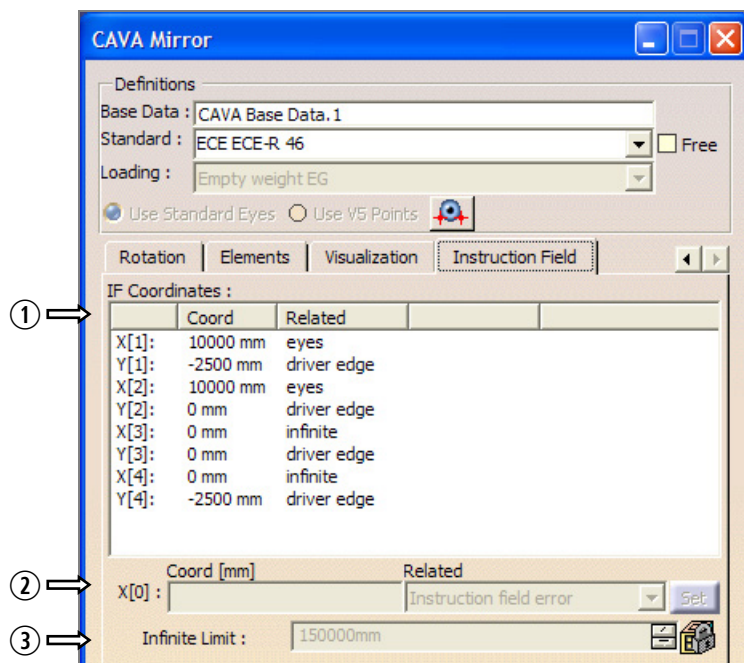 CAVA Mirror
Definitions
Base Data : CAVA Base Data.1
Standard : ECE ECE-R 46 Free
Loading : Empty weight EG
Use Standard Eyes Use V5 Points
Rotation Elements Visualization Instruction Field
IF Coordinates :
① Coord Related
X[1]: 10000 mm eyes
Y[1]: -2500 mm driver edge
X[2]: 10000 mm eyes
Y[2]: 0 mm driver edge
X[3]: 0 mm infinite
Y[3]: 0 mm driver edge
X[4]: 0 mm infinite
Y[4]: -2500 mm driver edge
Coord [mm] Related
② X[0] : Instruction field error Set
③ Infinite Limit : 150000mm